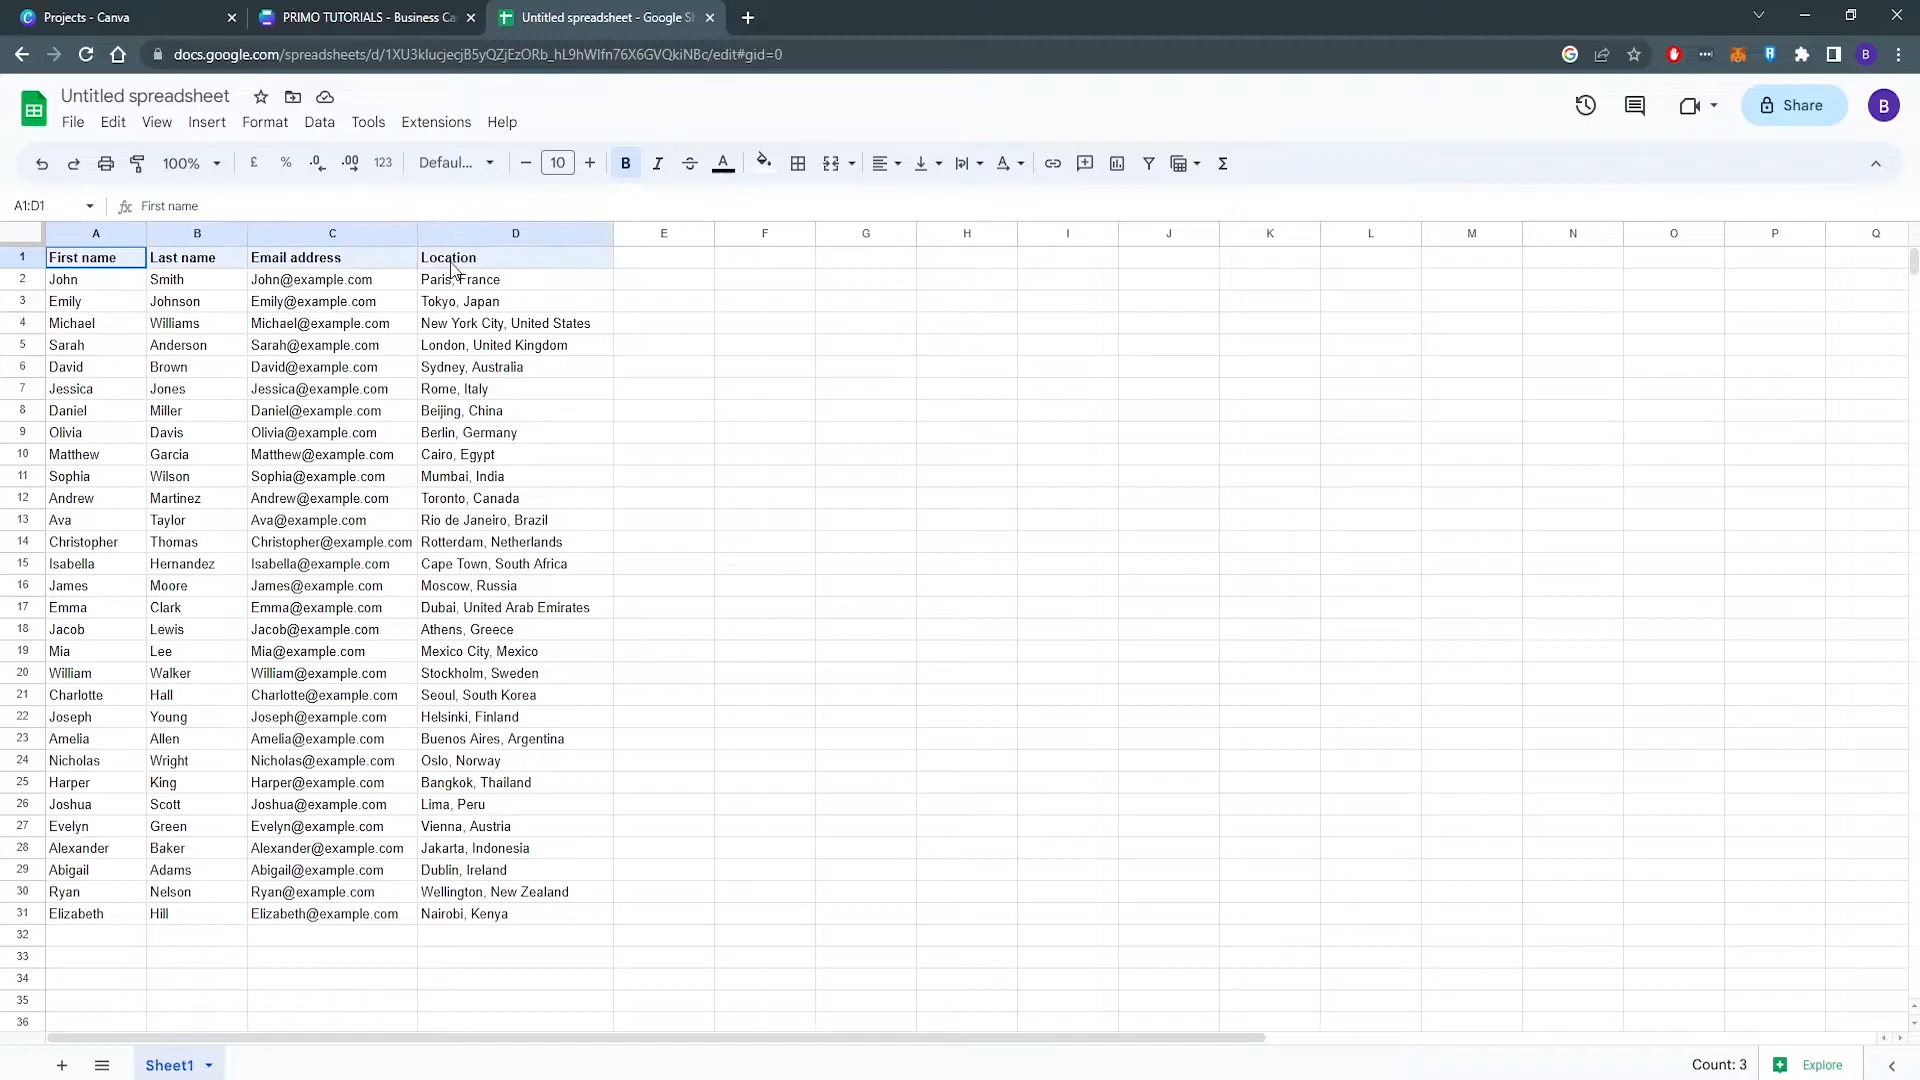 Projects - Canva
PRIMO TUTORIALS - Business Ca
Untitled spreadsheet - Google S
docs.google.com/spreadsheets/d/1XU3kIucjecjB5yQZjEzORb_hL9hWIfn76X6GVQkiNBc/edit#gid=0
B
Untitled spreadsheet
File Edit View Insert Format Data Tools Extensions Help
Share
B
100% £ % .0 .00 123 Defaul... − 10 + B I A Σ
A1:D1 fx First name
A B C D E F G H I J K L M N O P Q
1 First name Last name Email address Location
2 John Smith John@example.com Paris, France
3 Emily Johnson Emily@example.com Tokyo, Japan
4 Michael Williams Michael@example.com New York City, United States
5 Sarah Anderson Sarah@example.com London, United Kingdom
6 David Brown David@example.com Sydney, Australia
7 Jessica Jones Jessica@example.com Rome, Italy
8 Daniel Miller Daniel@example.com Beijing, China
9 Olivia Davis Olivia@example.com Berlin, Germany
10 Matthew Garcia Matthew@example.com Cairo, Egypt
11 Sophia Wilson Sophia@example.com Mumbai, India
12 Andrew Martinez Andrew@example.com Toronto, Canada
13 Ava Taylor Ava@example.com Rio de Janeiro, Brazil
14 Christopher Thomas Christopher@example.com Rotterdam, Netherlands
15 Isabella Hernandez Isabella@example.com Cape Town, South Africa
16 James Moore James@example.com Moscow, Russia
17 Emma Clark Emma@example.com Dubai, United Arab Emirates
18 Jacob Lewis Jacob@example.com Athens, Greece
19 Mia Lee Mia@example.com Mexico City, Mexico
20 William Walker William@example.com Stockholm, Sweden
21 Charlotte Hall Charlotte@example.com Seoul, South Korea
22 Joseph Young Joseph@example.com Helsinki, Finland
23 Amelia Allen Amelia@example.com Buenos Aires, Argentina
24 Nicholas Wright Nicholas@example.com Oslo, Norway
25 Harper King Harper@example.com Bangkok, Thailand
26 Joshua Scott Joshua@example.com Lima, Peru
27 Evelyn Green Evelyn@example.com Vienna, Austria
28 Alexander Baker Alexander@example.com Jakarta, Indonesia
29 Abigail Adams Abigail@example.com Dublin, Ireland
30 Ryan Nelson Ryan@example.com Wellington, New Zealand
31 Elizabeth Hill Elizabeth@example.com Nairobi, Kenya
32
33
34
35
36
Sheet1
Count: 3
Explore